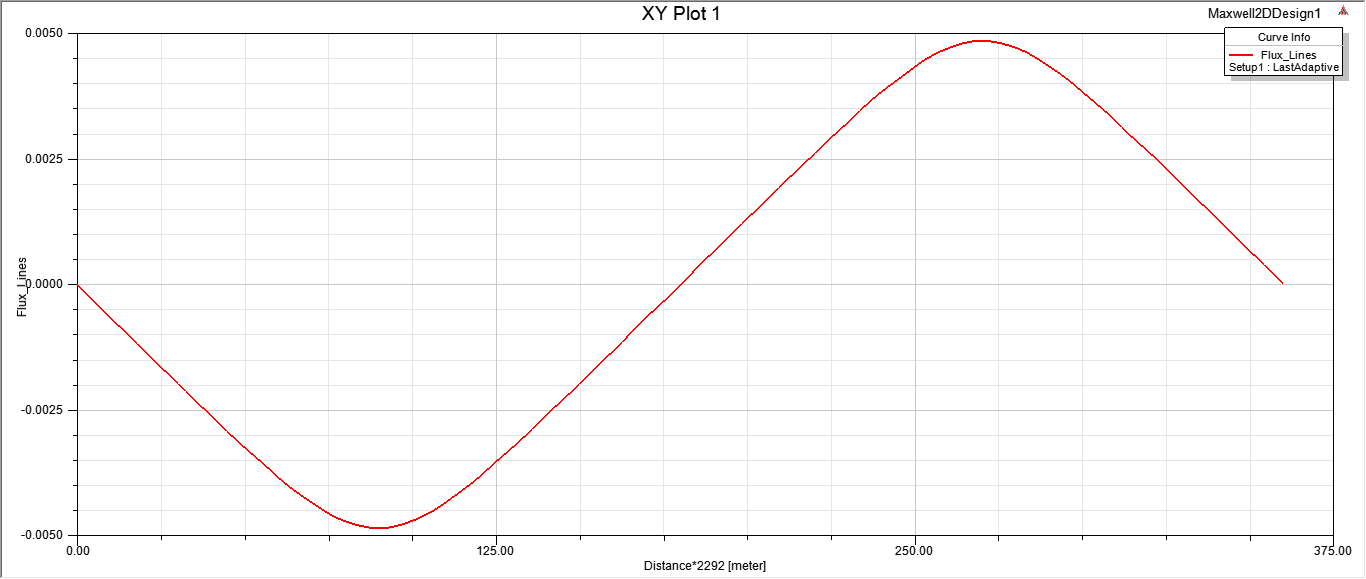 XY Plot 1
Maxwell2DDesign1
Curve Info
Flux_Lines
Setup1 : LastAdaptive
0.0050
0.0025
0.0000
-0.0025
-0.0050
Flux_Lines
0.00
125.00
250.00
375.00
Distance*2292 [meter]